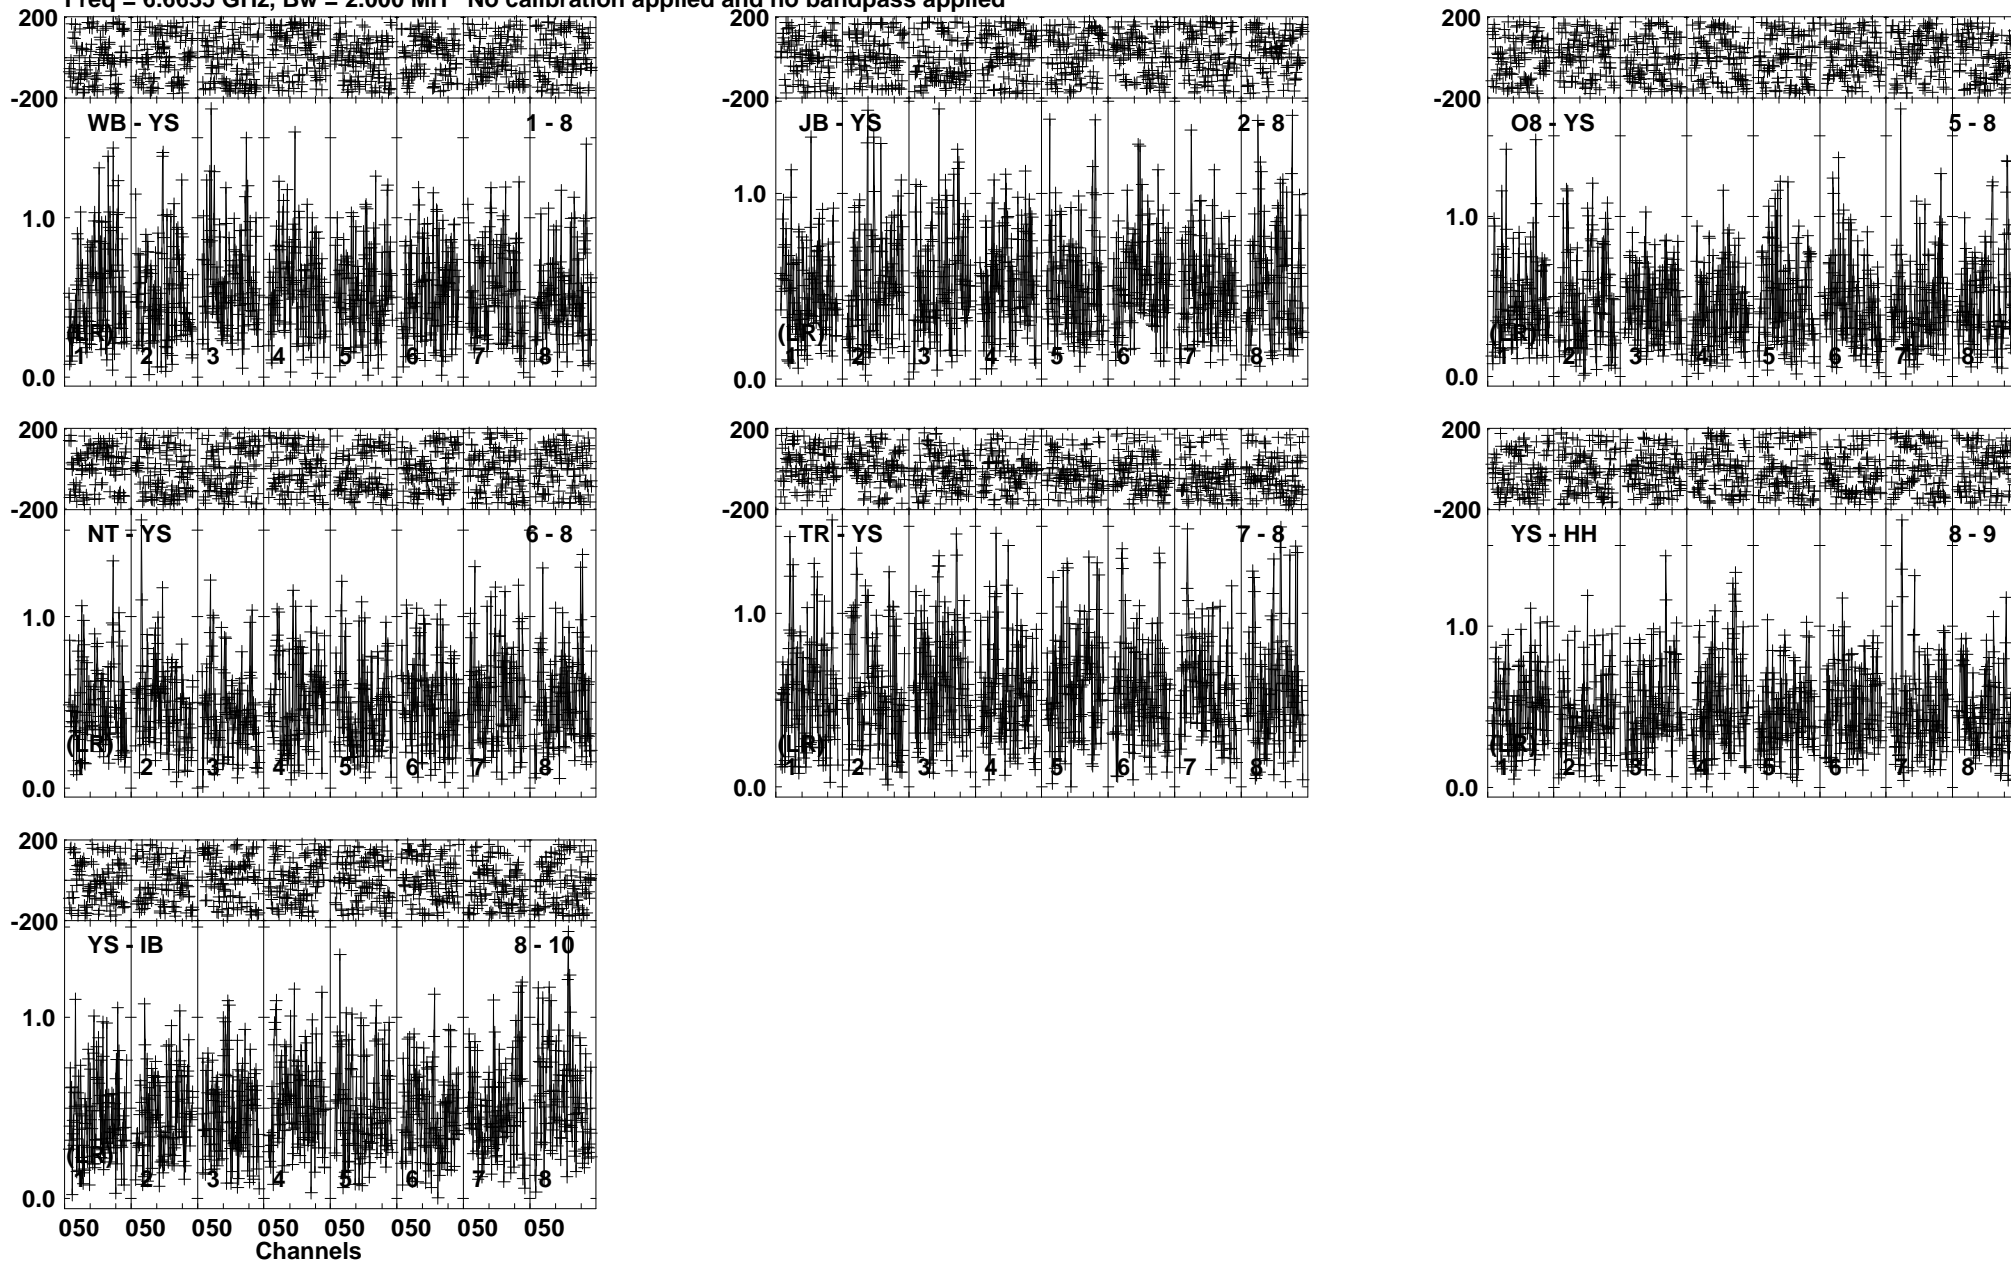 Freq = 6.6635 GHz, Bw = 2.000 MH No calibration applied and no bandpass applied
200
-200
WB - YS 1 - 8
1.0
(LR)
1 2 3 4 5 6 7 8
0.0
200
-200
JB - YS 2 - 8
1.0
(LR)
1 2 3 4 5 6 7 8
0.0
200
-200
O8 - YS 5 - 8
1.0
(LR)
1 2 3 4 5 6 7 8
0.0
200
-200
NT - YS 6 - 8
1.0
(LR)
1 2 3 4 5 6 7 8
0.0
200
-200
TR - YS 7 - 8
1.0
(LR)
1 2 3 4 5 6 7 8
0.0
200
-200
YS - HH 8 - 9
1.0
(LR)
1 2 3 4 5 6 7 8
0.0
200
-200
YS - IB 8 - 10
1.0
(LR)
1 2 3 4 5 6 7 8
0.0
050 050 050 050 050 050 050 050
Channels